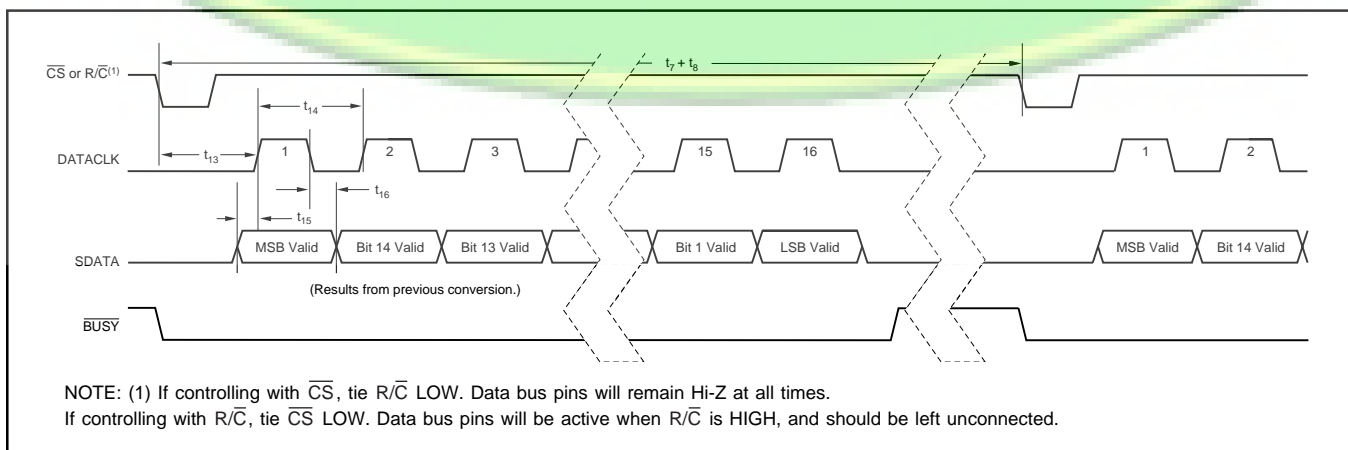 CS or R/C(1)
t7 + t8
t14
DATACLK
t13
1
2
3
15
16
1
2
t16
t15
SDATA
MSB Valid
Bit 14 Valid
Bit 13 Valid
Bit 1 Valid
LSB Valid
MSB Valid
Bit 14 Valid
(Results from previous conversion.)
BUSY
NOTE: (1) If controlling with CS, tie R/C LOW. Data bus pins will remain Hi-Z at all times.
If controlling with R/C, tie CS LOW. Data bus pins will be active when R/C is HIGH, and should be left unconnected.